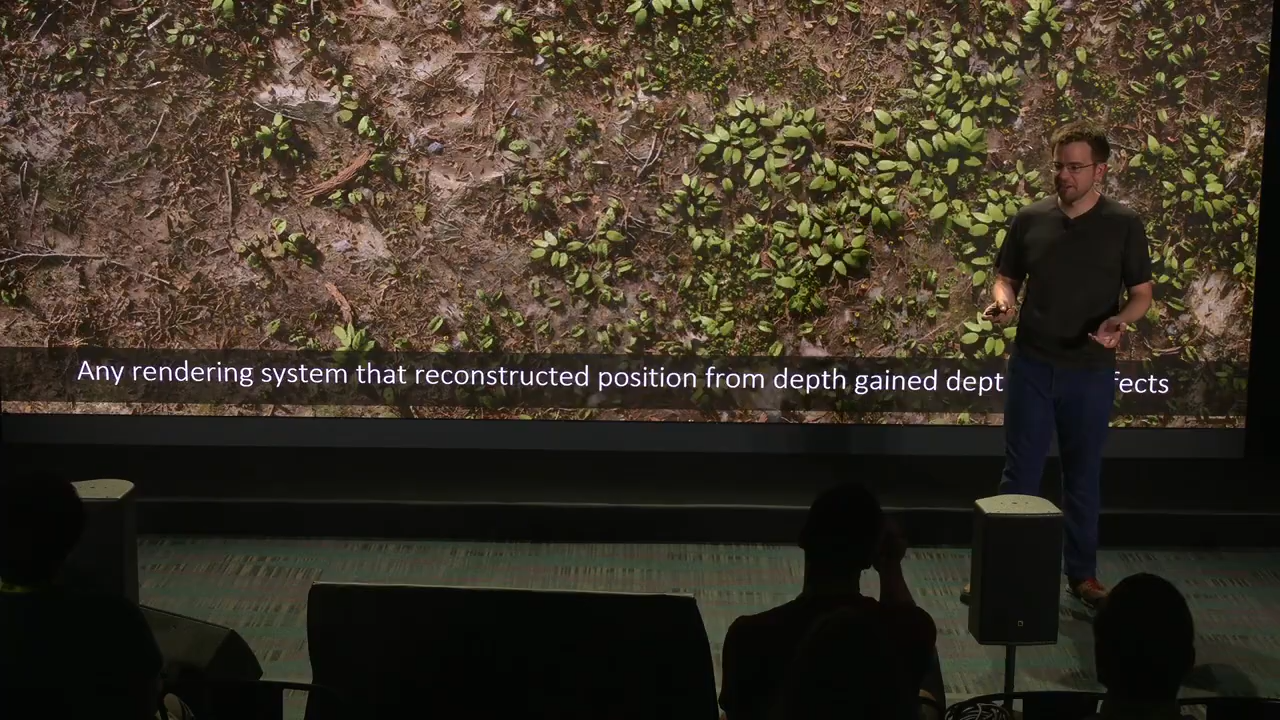 Any rendering system that reconstructed position from depth gained